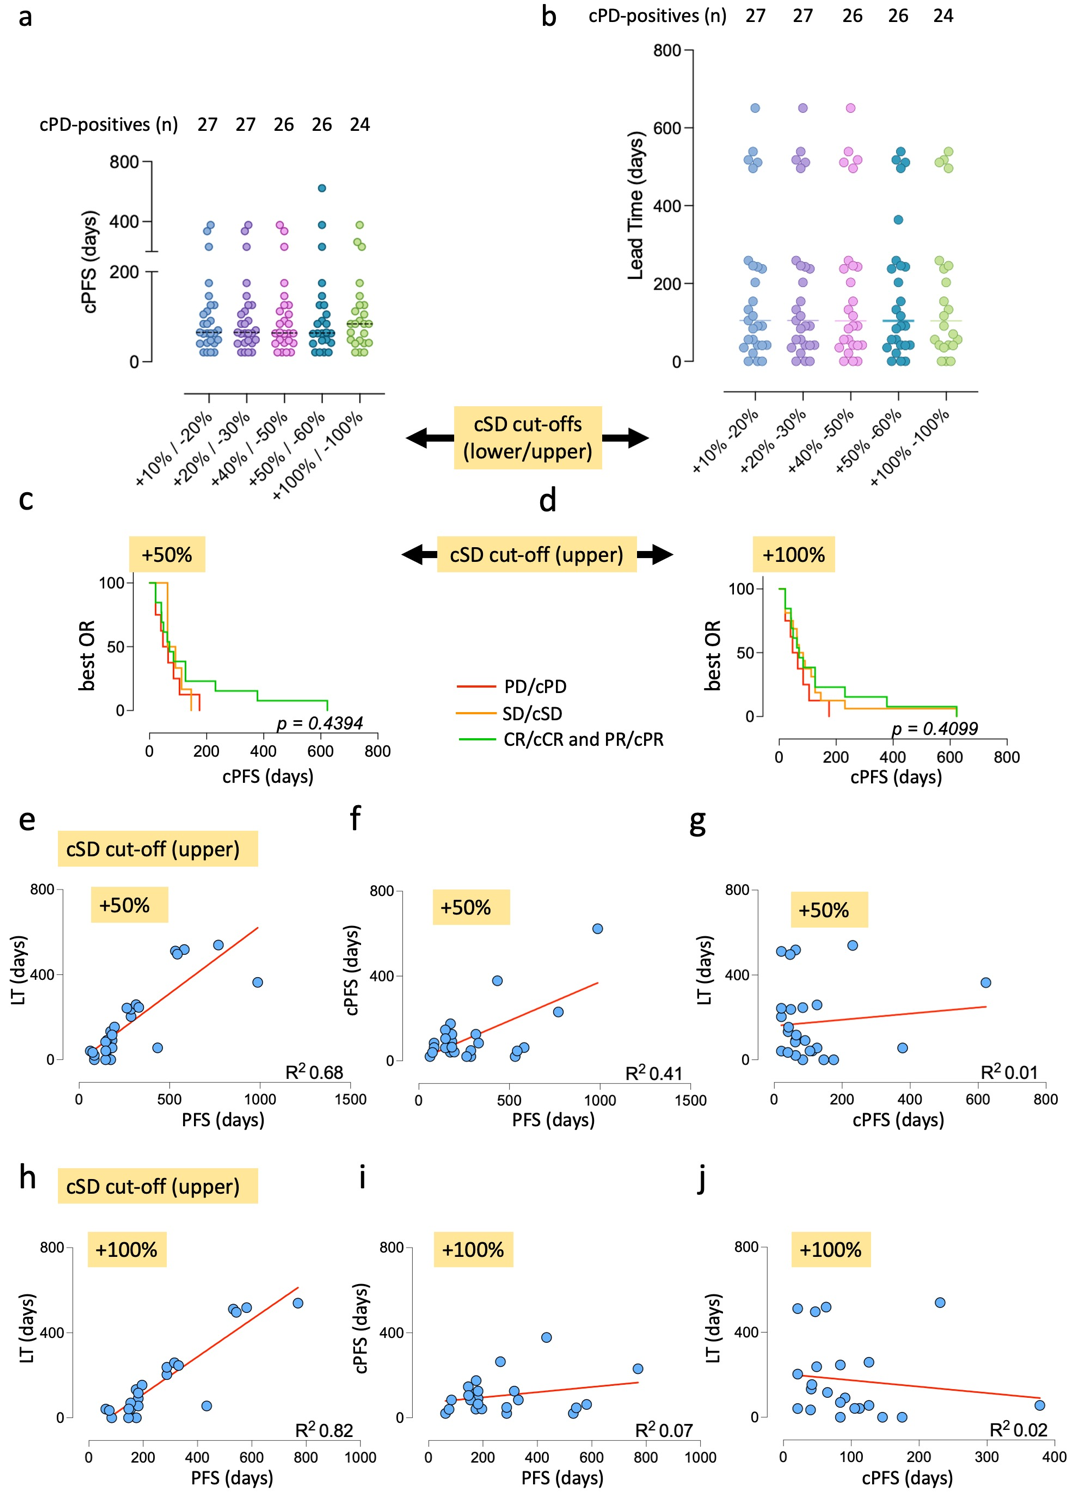 a
cPD-positives (n) 27 27 26 26 24
cPFS (days)
800
400
200
0
+10% / -20%
+20% / -30%
+40% / -50%
+50% / -60%
+100% / -100%
b
cPD-positives (n) 27 27 26 26 24
Lead Time (days)
800
600
400
200
0
+10% -20%
+20% -30%
+40% -50%
+50% -60%
+100% -100%
cSD cut-offs
(lower/upper)
c
+50%
best OR
100
50
0
p = 0.4394
0 200 400 600 800
cPFS (days)
cSD cut-off (upper)
PD/cPD
SD/cSD
CR/cCR and PR/cPR
d
+100%
best OR
100
50
0
p = 0.4099
0 200 400 600 800
cPFS (days)
e
cSD cut-off (upper)
+50%
LT (days)
800
400
0
R2 0.68
0 500 1000 1500
PFS (days)
f
+50%
cPFS (days)
800
400
0
R2 0.41
0 500 1000 1500
PFS (days)
g
+50%
LT (days)
800
400
0
R2 0.01
0 200 400 600 800
cPFS (days)
h
cSD cut-off (upper)
+100%
LT (days)
800
400
0
R2 0.82
0 200 400 600 800 1000
PFS (days)
i
+100%
cPFS (days)
800
400
0
R2 0.07
0 200 400 600 800 1000
PFS (days)
j
+100%
LT (days)
800
400
0
R2 0.02
0 100 200 300 400
cPFS (days)